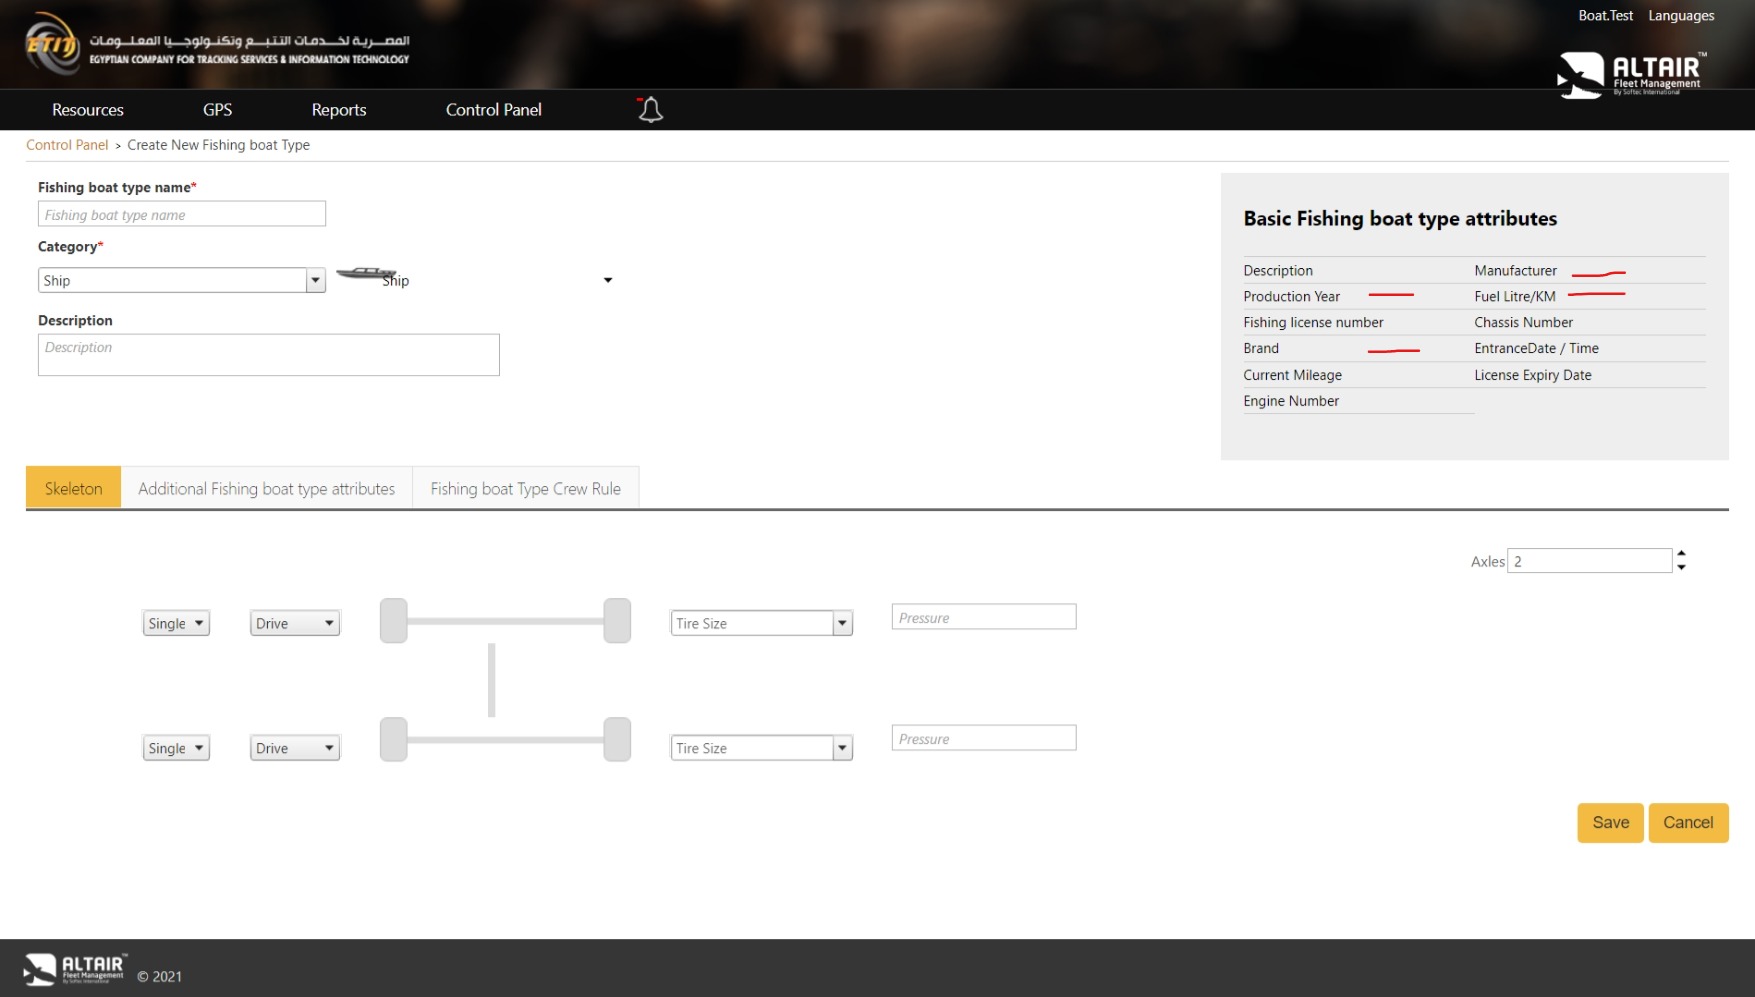 Boat.Test Languages
ETIT
المصرية لخدمات التتبع وتكنولوجيا المعلومات
EGYPTIAN COMPANY FOR TRACKING SERVICES & INFORMATION TECHNOLOGY
ALTAIR™
Fleet Management
By Softec International
Resources GPS Reports Control Panel
Control Panel > Create New Fishing boat Type
Fishing boat type name*
Fishing boat type name
Category*
Ship Ship
Description
Description
Basic Fishing boat type attributes
Description Manufacturer
Production Year Fuel Litre/KM
Fishing license number Chassis Number
Brand EntranceDate / Time
Current Mileage License Expiry Date
Engine Number
Skeleton Additional Fishing boat type attributes Fishing boat Type Crew Rule
Axles 2
Single Drive Tire Size Pressure
Single Drive Tire Size Pressure
Save Cancel
ALTAIR™
Fleet Management
By Softec International
© 2021